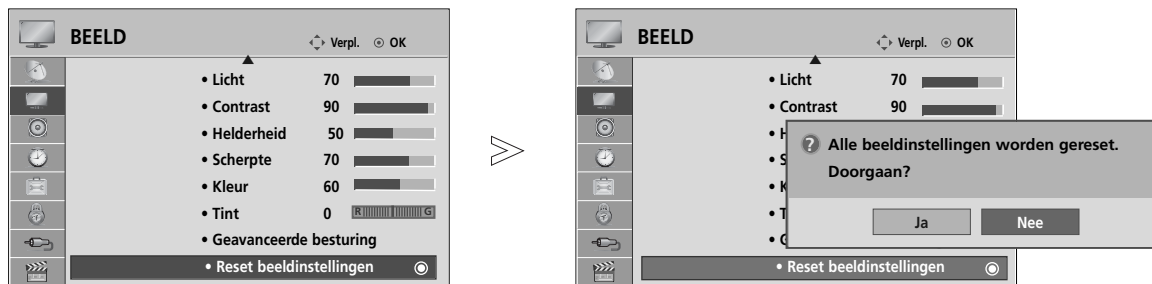 BEELD Verpl. OK
• Licht 70
• Contrast 90
• Helderheid 50
• Scherpte 70
• Kleur 60
• Tint 0 R G
• Geavanceerde besturing
• Reset beeldinstellingen
BEELD Verpl. OK
• Licht 70
• Contrast 90
• H
• S
• K
• T
• G
? Alle beeldinstellingen worden gereset.
Doorgaan?
Ja Nee
• Reset beeldinstellingen